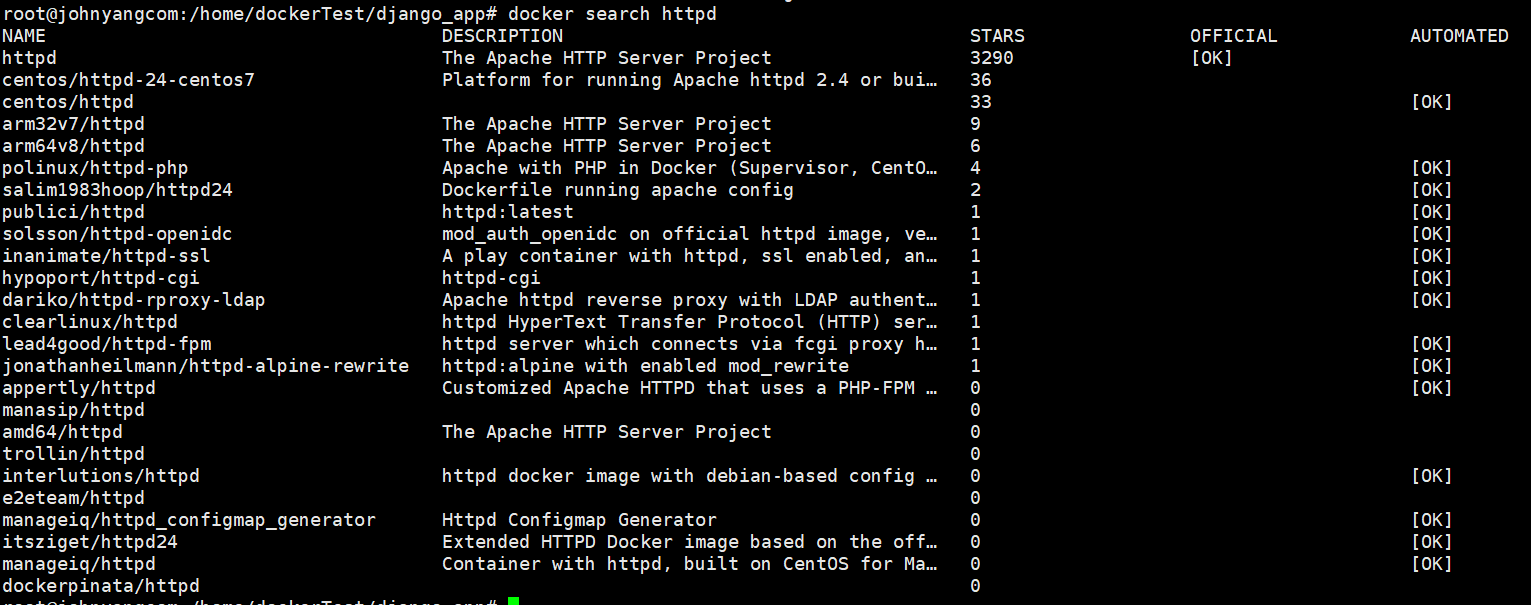 root@johnyangcom:/home/dockerTest/django_app# docker search httpd
NAME DESCRIPTION STARS OFFICIAL AUTOMATED
httpd The Apache HTTP Server Project 3290 [OK]
centos/httpd-24-centos7 Platform for running Apache httpd 2.4 or bui… 36
centos/httpd 33 [OK]
arm32v7/httpd The Apache HTTP Server Project 9
arm64v8/httpd The Apache HTTP Server Project 6
polinux/httpd-php Apache with PHP in Docker (Supervisor, CentO… 4 [OK]
salim1983hoop/httpd24 Dockerfile running apache config 2 [OK]
publici/httpd httpd:latest 1 [OK]
solsson/httpd-openidc mod_auth_openidc on official httpd image, ve… 1 [OK]
inanimate/httpd-ssl A play container with httpd, ssl enabled, an… 1 [OK]
hypoport/httpd-cgi httpd-cgi 1 [OK]
dariko/httpd-rproxy-ldap Apache httpd reverse proxy with LDAP authent… 1 [OK]
clearlinux/httpd httpd HyperText Transfer Protocol (HTTP) ser… 1
lead4good/httpd-fpm httpd server which connects via fcgi proxy h… 1 [OK]
jonathanheilmann/httpd-alpine-rewrite httpd:alpine with enabled mod_rewrite 1 [OK]
appertly/httpd Customized Apache HTTPD that uses a PHP-FPM … 0 [OK]
manasip/httpd 0
amd64/httpd The Apache HTTP Server Project 0
trollin/httpd 0
interlutions/httpd httpd docker image with debian-based config … 0 [OK]
e2eteam/httpd 0
manageiq/httpd_configmap_generator Httpd Configmap Generator 0 [OK]
itsziget/httpd24 Extended HTTPD Docker image based on the off… 0 [OK]
manageiq/httpd Container with httpd, built on CentOS for Ma… 0 [OK]
dockerpinata/httpd 0
root@johnyangcom:/home/dockerTest/django_app#